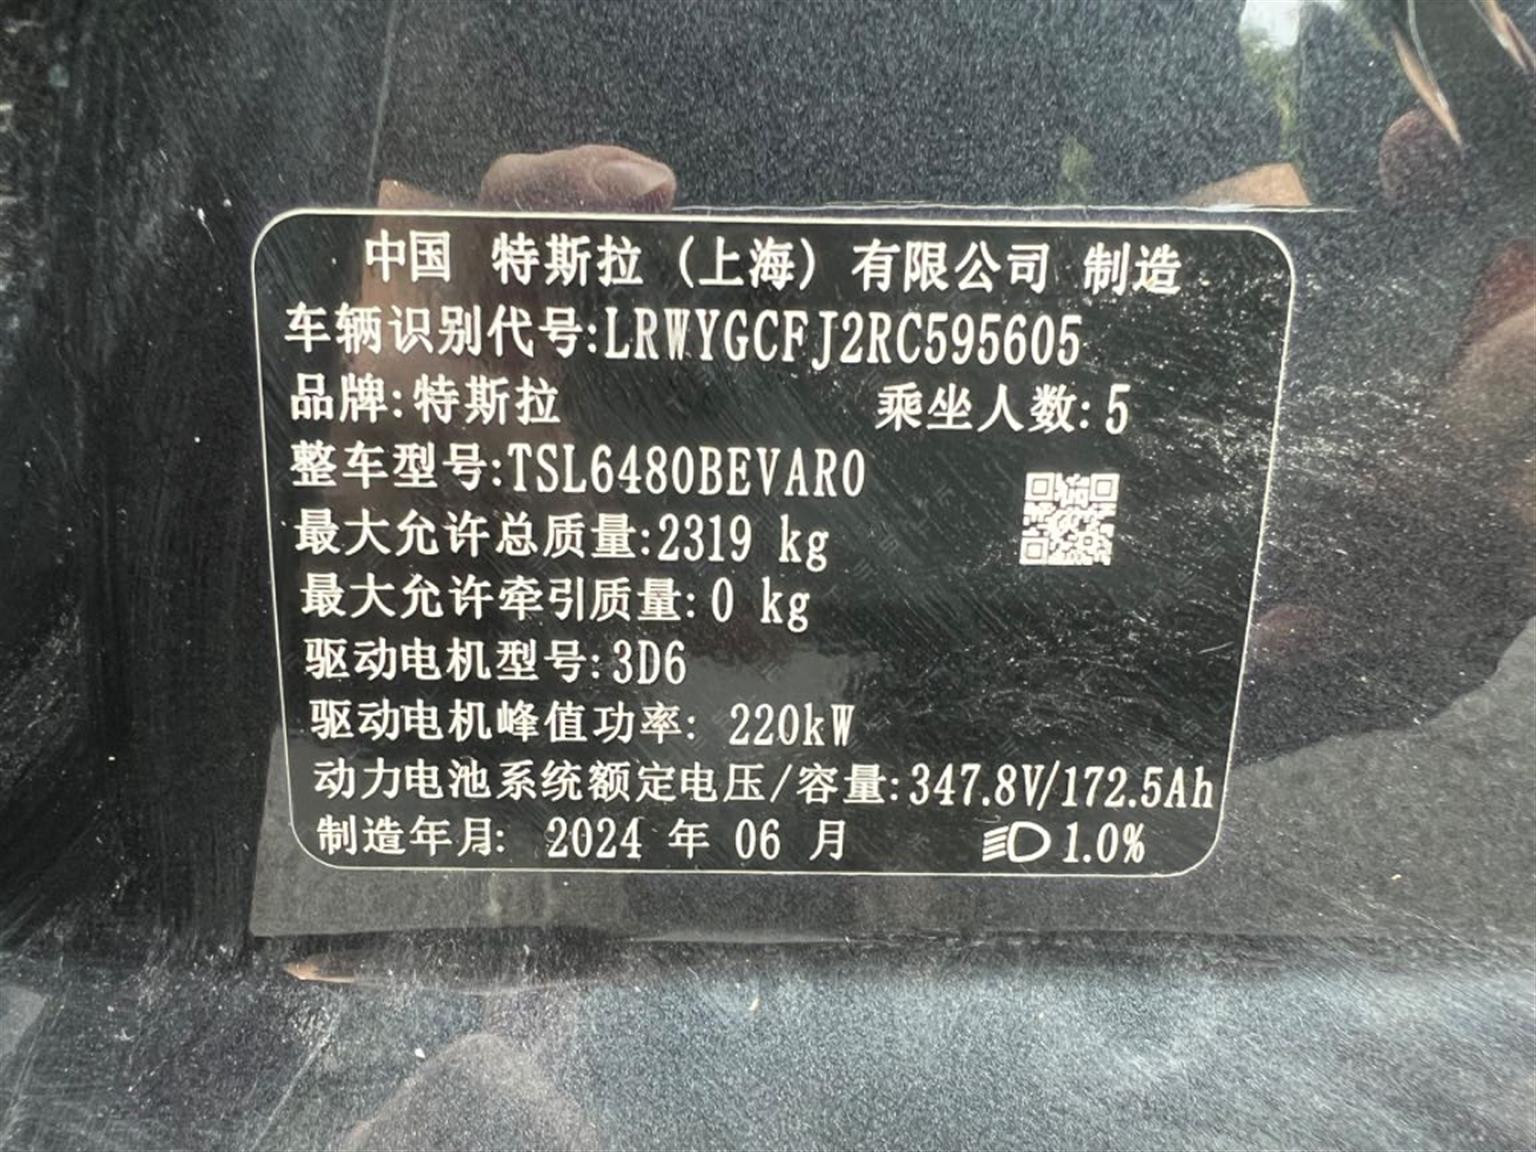 中国 特斯拉（上海）有限公司 制造
车辆识别代号:LRWYGCFJ2RC595605
品牌:特斯拉 乘坐人数:5
整车型号:TSL6480BEVAR0
最大允许总质量:2319 kg
最大允许牵引质量:0 kg
驱动电机型号:3D6
驱动电机峰值功率: 220kW
动力电池系统额定电压/容量:347.8V/172.5Ah
制造年月: 2024 年 06 月 1.0%